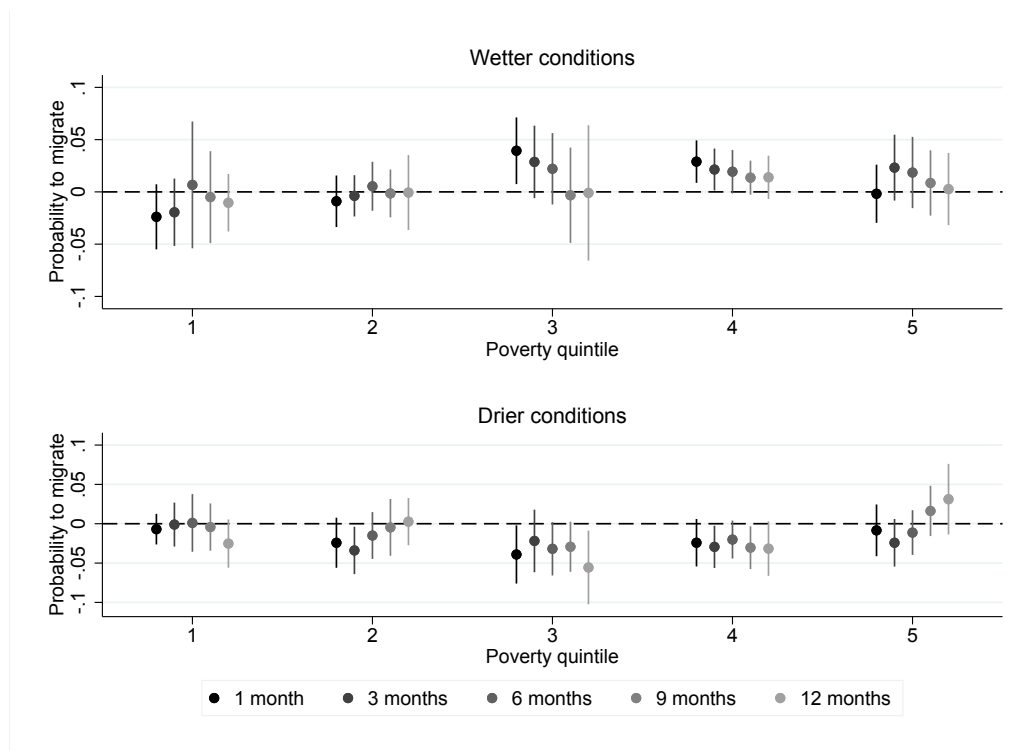 Wetter conditions
Probability to migrate
.1
.05
0
-.05
-.1
1 2 3 4 5
Poverty quintile
Drier conditions
Probability to migrate
.1
.05
0
-.05
-.1
1 2 3 4 5
Poverty quintile
1 month 3 months 6 months 9 months 12 months